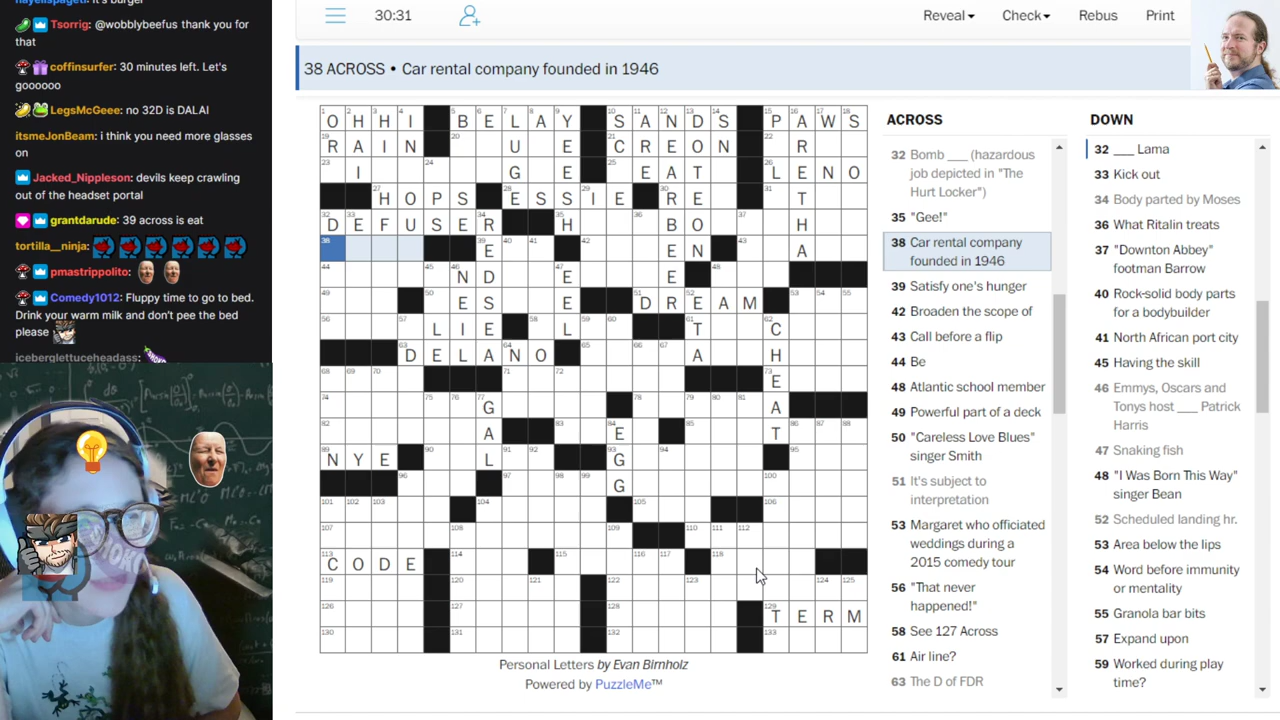 hayelispageti: it's burger
Tsorrig: @wobblybeefus thank you for
that
coffinsurfer: 30 minutes left. Let's
goooooo
LegsMcGeee: no 32D is DALAI
itsmeJonBeam: i think you need more glasses
on
Jacked_Nippleson: devils keep crawling
out of the headset portal
grantdarude: 39 across is eat
tortilla__ninja:
pmastrippolito:
Comedy1012: Fluppy time to go to bed.
Drink your warm milk and don't pee the bed
please
iceberglettuceheadass:
30:31
Reveal
Check
Rebus
Print
38 ACROSS • Car rental company founded in 1946
OHHI BELAY SANDS PAWS
RAIN U E CREON R
I G E EAT T LENO
HOPS ESSIE R T
DEFUSER H B O H
E E N A
N D E E
E S E DREAM
LIE L T C
DELANO A H
E
G A
A E T
NYE L G
G
CODE
TERM
Personal Letters by Evan Birnholz
Powered by PuzzleMe™
ACROSS
32 Bomb ___ (hazardous
job depicted in "The
Hurt Locker")
35 "Gee!"
38 Car rental company
founded in 1946
39 Satisfy one's hunger
42 Broaden the scope of
43 Call before a flip
44 Be
48 Atlantic school member
49 Powerful part of a deck
50 "Careless Love Blues"
singer Smith
51 It's subject to
interpretation
53 Margaret who officiated
weddings during a
2015 comedy tour
56 "That never
happened!"
58 See 127 Across
61 Air line?
63 The D of FDR
DOWN
32 ___ Lama
33 Kick out
34 Body parted by Moses
36 What Ritalin treats
37 "Downton Abbey"
footman Barrow
40 Rock-solid body parts
for a bodybuilder
41 North African port city
45 Having the skill
46 Emmys, Oscars and
Tonys host ___ Patrick
Harris
47 Snaking fish
48 "I Was Born This Way"
singer Bean
52 Scheduled landing hr.
53 Area below the lips
54 Word before immunity
or mentality
55 Granola bar bits
57 Expand upon
59 Worked during play
time?